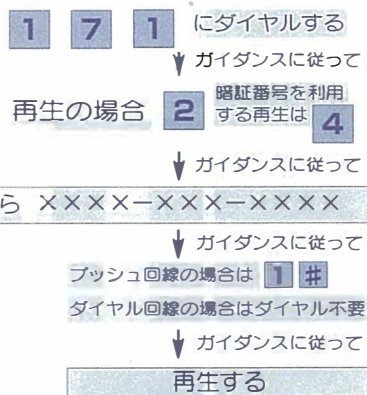 1 7 1 にダイヤルする
ガイダンスに従って
再生の場合 2 暗証番号を利用
する再生は 4
ガイダンスに従って
ら ××××-×××-××××
ガイダンスに従って
プッシュ回線の場合は 1 #
ダイヤル回線の場合はダイヤル不要
ガイダンスに従って
再生する